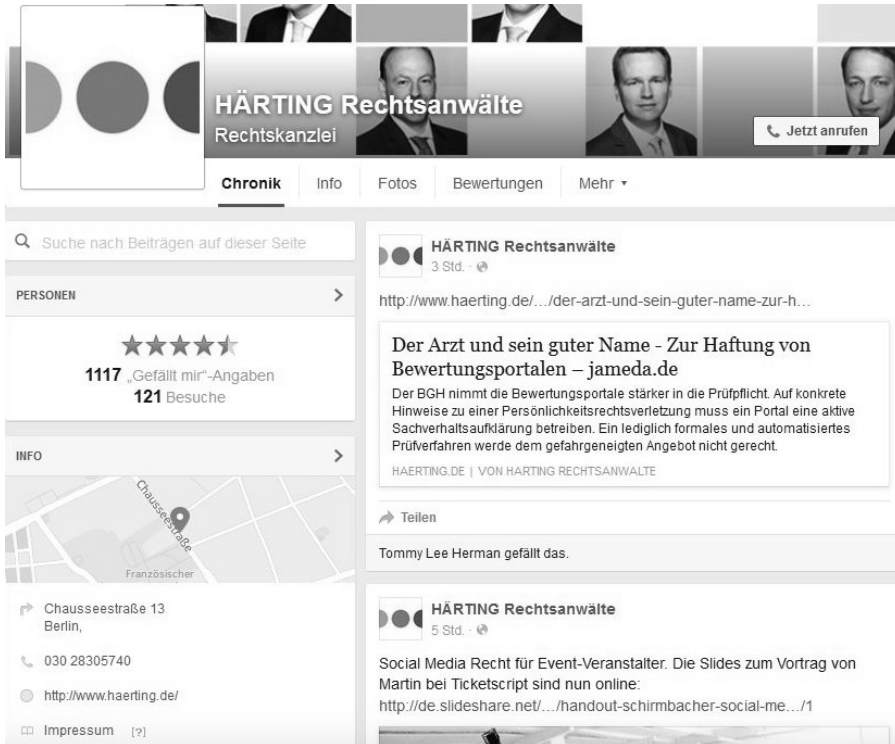 HÄRTING Rechtsanwälte
Rechtskanzlei
Jetzt anrufen
Chronik
Info
Fotos
Bewertungen
Mehr
Suche nach Beiträgen auf dieser Seite
PERSONEN
1117 „Gefällt mir“-Angaben
121 Besuche
INFO
Chausseestraße
Französischer
Chausseestraße 13
Berlin,
030 28305740
http://www.haerting.de/
Impressum [?]
HÄRTING Rechtsanwälte
3 Std. ·
http://www.haerting.de/…/der-arzt-und-sein-guter-name-zur-h…
Der Arzt und sein guter Name - Zur Haftung von
Bewertungsportalen – jameda.de
Der BGH nimmt die Bewertungsportale stärker in die Prüfpflicht. Auf konkrete
Hinweise zu einer Persönlichkeitsrechtsverletzung muss ein Portal eine aktive
Sachverhaltsaufklärung betreiben. Ein lediglich formales und automatisiertes
Prüfverfahren werde dem gefahrgeneigten Angebot nicht gerecht.
HAERTING.DE | VON HARTING RECHTSANWALTE
Teilen
Tommy Lee Herman gefällt das.
HÄRTING Rechtsanwälte
5 Std. ·
Social Media Recht für Event-Veranstalter. Die Slides zum Vortrag von
Martin bei Ticketscript sind nun online:
http://de.slideshare.net/…/handout-schirmbacher-social-me…/1